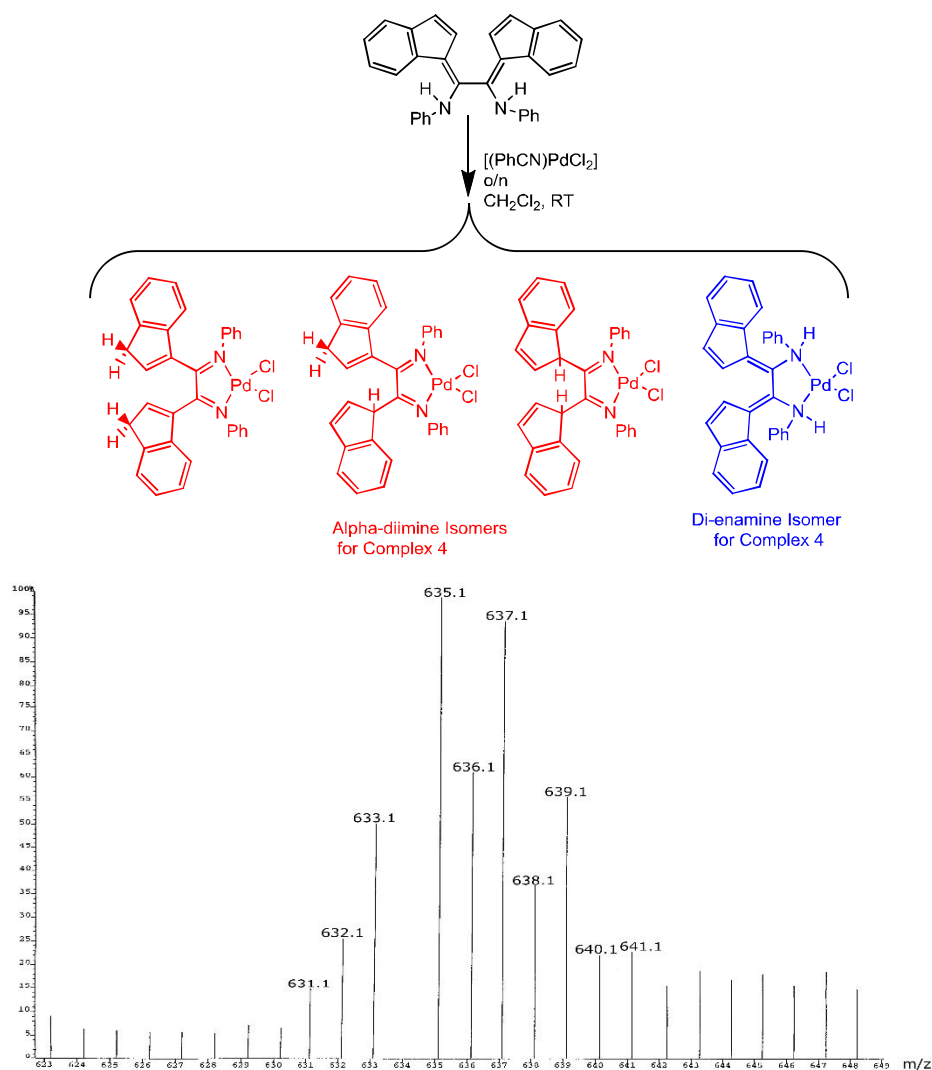 H H
N N
Ph Ph
[(PhCN)PdCl2]
o/n
CH2Cl2, RT
Ph Ph Ph Ph H
H H N Cl H H N Cl H N Cl N Cl
Pd Pd Pd Pd
Cl Cl Cl Cl
H H N H N H N N H
Ph Ph Ph Ph
Alpha-diimine Isomers
for Complex 4
Di-enamine Isomer
for Complex 4
100%
95
90
85
80
75
70
65
60
55
50
45
40
35
30
25
20
15
10
5
0
635.1
637.1
636.1
639.1
633.1
638.1
632.1
640.1 641.1
631.1
623 624 625 626 627 628 629 630 631 632 633 634 635 636 637 638 639 640 641 642 643 644 645 646 647 648 649 m/z